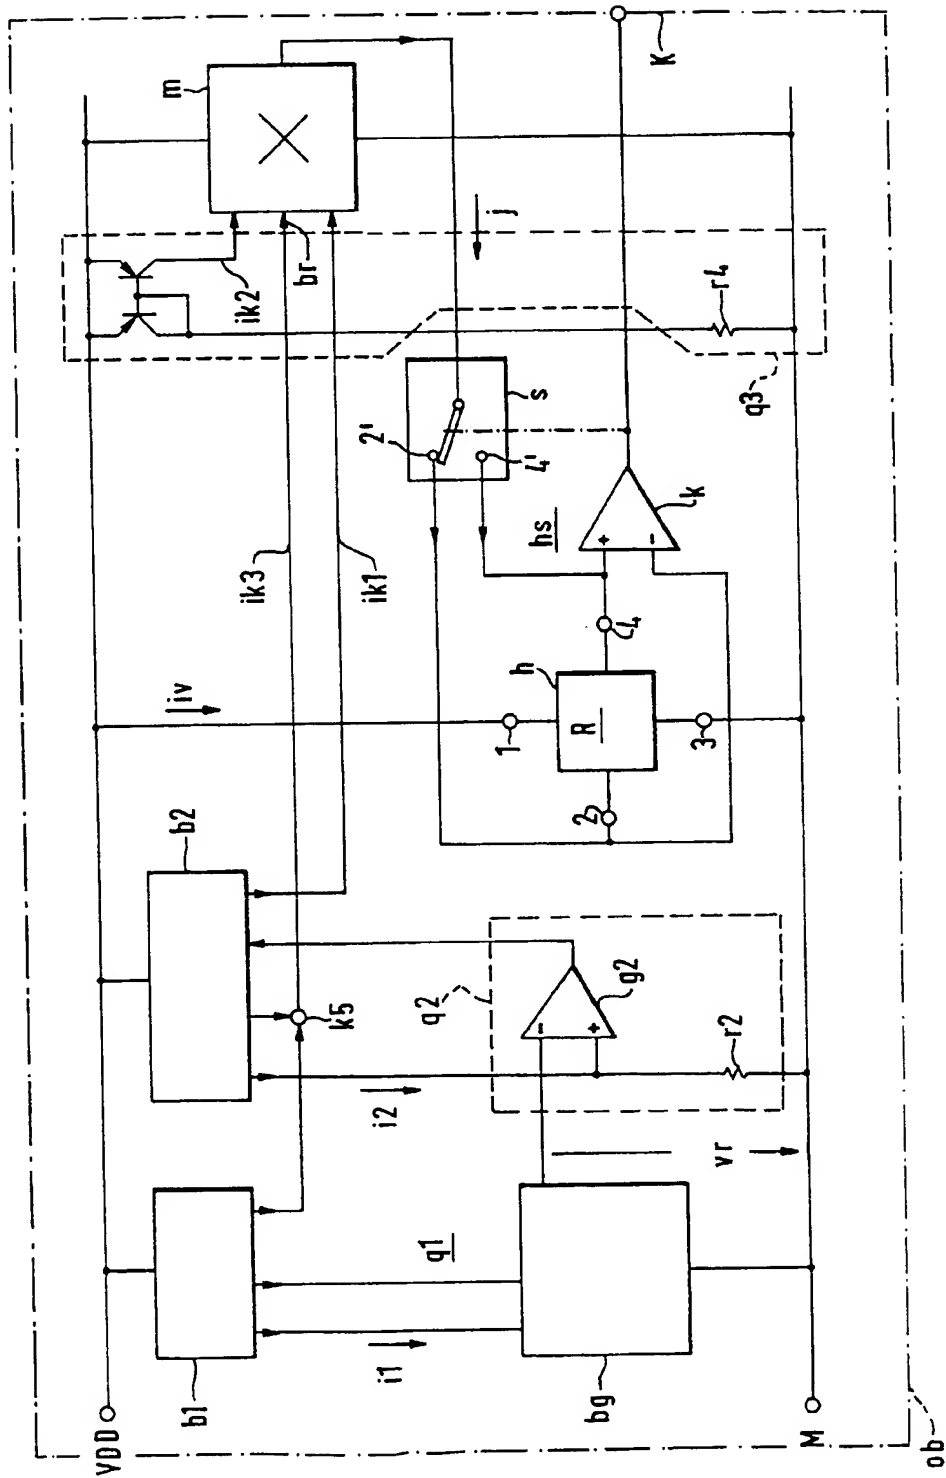 VDD
b1
i1
bg
q1
i2
b2
k5
q2
g2
-
+
r2
vr
M
ob
iv
1
h
R
2
3
4
hs
+
-
k
ik3
ik1
2'
4'
s
ik2
br
m
j
r4
q3
K